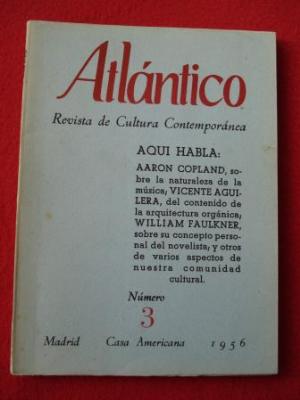 Atlántico
Revista de Cultura Contemporánea
AQUI HABLA:
AARON COPLAND, so-
bre la naturaleza de la
música; VICENTE AGUI-
LERA, del contenido de
la arquitectura orgánica;
WILLIAM FAULKNER,
sobre su concepto perso-
nal del novelista; y otros
de varios aspectos de
nuestra comunidad
cultural.
Número
3
Madrid Casa Americana 1956